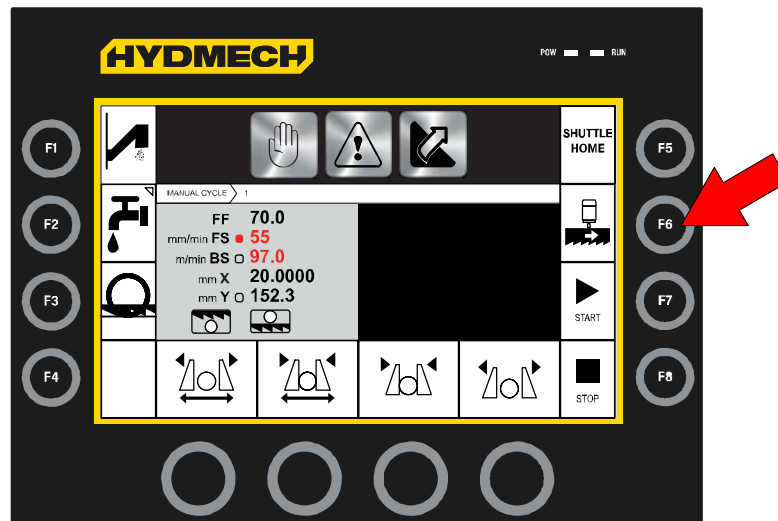 HYDMECH
POW RUN
F1
F2
F3
F4
SHUTTLE
HOME
MANUAL CYCLE 1
FF 70.0
mm/min FS 55
m/min BS 97.0
mm X 20.0000
mm Y 152.3
START
STOP
F5
F6
F7
F8